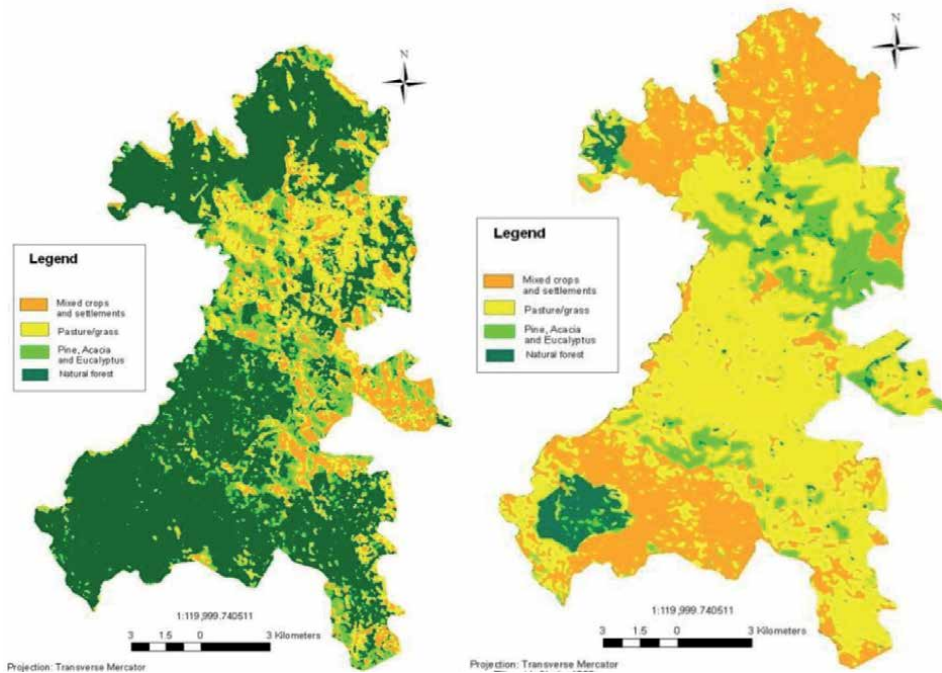 N
Legend
Mixed crops
and settlements
Pasture/grass
Pine, Acacia
and Eucalyptus
Natural forest
1:119,999.740511
3 1.5 0 3 Kilometers
Projection: Transverse Mercator
N
Legend
Mixed crops
and settlements
Pasture/grass
Pine, Acacia
and Eucalyptus
Natural forest
1:119,999.740511
3 1.5 0 3 Kilometers
Projection: Transverse Mercator